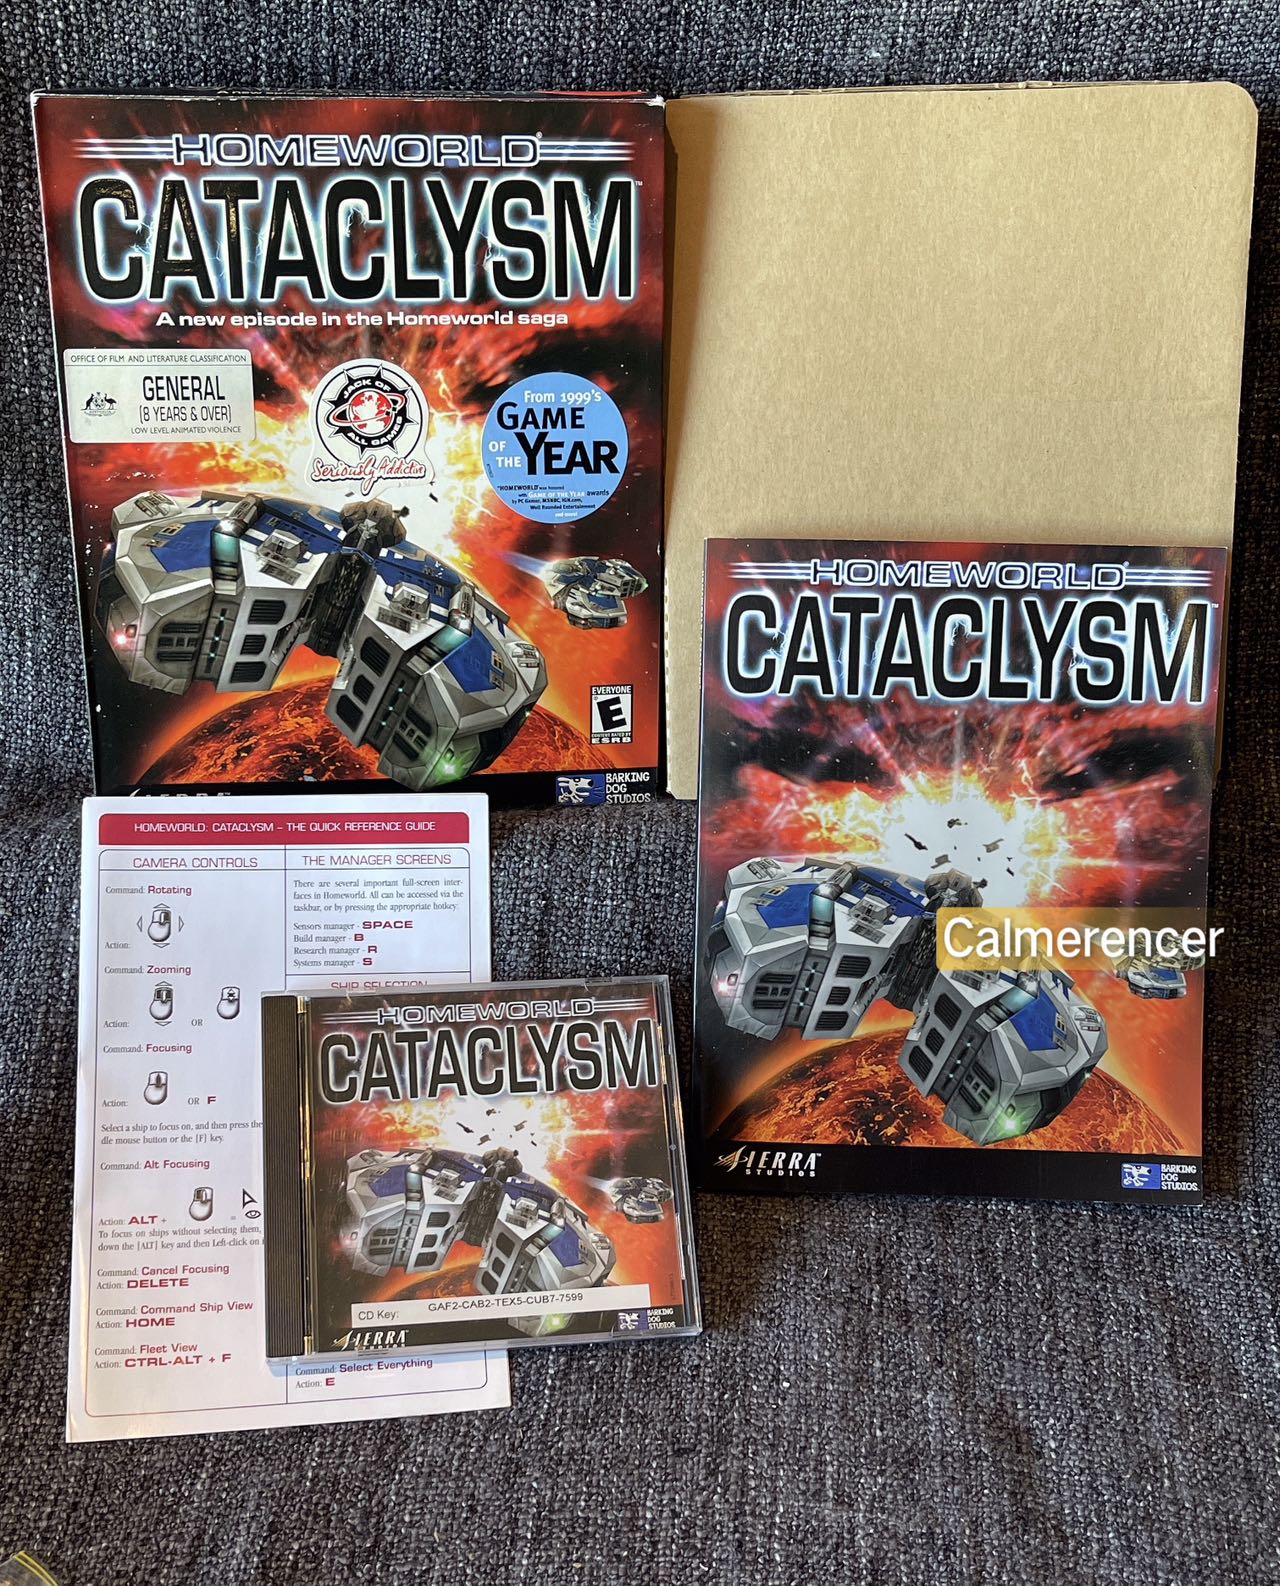 HOMEWORLD®
CATACLYSM™
A new episode in the Homeworld saga
OFFICE OF FILM AND LITERATURE CLASSIFICATION
AUSTRALIA
GENERAL
(8 YEARS & OVER)
LOW LEVEL ANIMATED VIOLENCE
JACK OF
ALL GAMES
Seriously Addictive
From 1999's
GAME
OF
THE YEAR
"HOMEWORLD was honored
with GAME OF THE YEAR awards
by PC Gamer, MSNBC, IGN.com,
Well Rounded Entertainment
and more!
EVERYONE
E
CONTENT RATED BY
ESRB
SIERRA™
BARKING
DOG
STUDIOS
HOMEWORLD®
CATACLYSM™
Calmerencer
SIERRA™
STUDIOS
BARKING
DOG
STUDIOS
HOMEWORLD: CATACLYSM – THE QUICK REFERENCE GUIDE
CAMERA CONTROLS
Command: Rotating
Action:
Command: Zooming
Action:
OR
Command: Focusing
Action:
OR F
Select a ship to focus on, and then press the
dle mouse button or the [F] key.
Command: Alt Focusing
Action: ALT +
=
To focus on ships without selecting them,
down the [ALT] key and then Left-click on
Command: Cancel Focusing
Action: DELETE
Command: Command Ship View
Action: HOME
Command: Fleet View
Action: CTRL-ALT + F
THE MANAGER SCREENS
There are several important full-screen inter-
faces in Homeworld. All can be accessed via the
taskbar, or by pressing the appropriate hotkey:
Sensors manager - SPACE
Build manager - B
Research manager - R
Systems manager - S
SHIP SELECTION
Command: Select Everything
Action: E
HOMEWORLD
CATACLYSM
CD Key: GAF2-CAB2-TEX5-CUB7-7599
SIERRA
STUDIOS
BARKING
DOG
STUDIOS